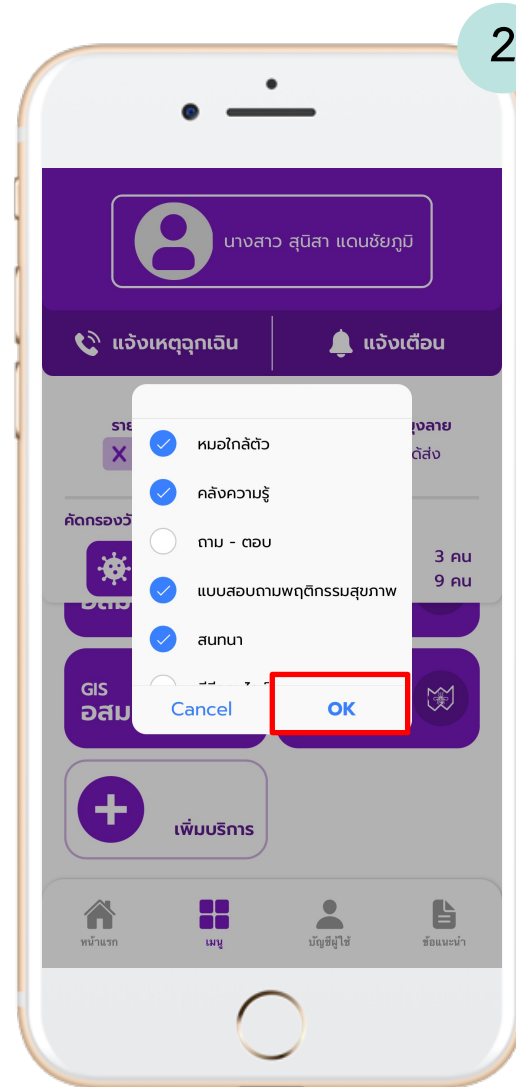 2
นางสาว สุนิสา แดนชัยภูมิ
แจ้งเหตุฉุกเฉิน
แจ้งเตือน
X
หมอใกล้ตัว
คลังความรู้
ถาม - ตอบ
แบบสอบถามพฤติกรรมสุขภาพ
สนทนา
3 คน
9 คน
Cancel
OK
GIS
อสม
เพิ่มบริการ
หน้าแรก
เมนู
บัญชีผู้ใช้
ข้อแนะนำ